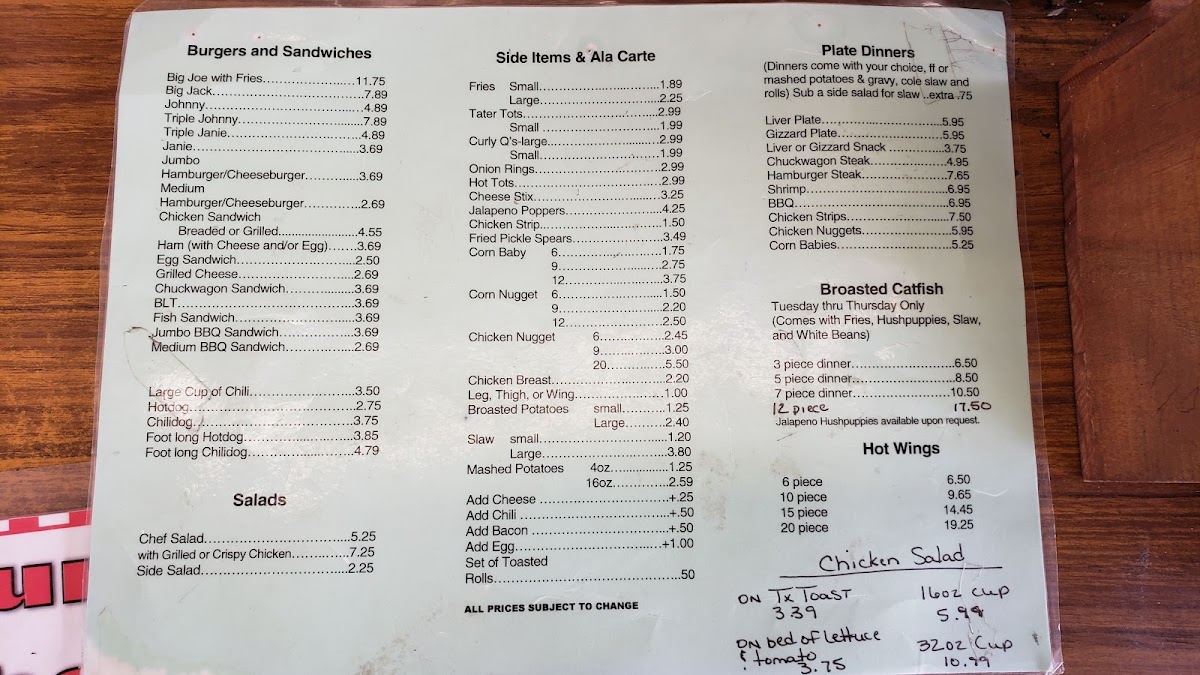 Burgers and Sandwiches
Big Joe with Fries..........................11.75
Big Jack..........................7.89
Johnny..........................4.89
Triple Johnny..........................7.89
Triple Janie..........................4.89
Janie..........................3.69
Jumbo
Hamburger/Cheeseburger..............3.69
Medium
Hamburger/Cheeseburger..............2.69
Chicken Sandwich
Breaded or Grilled..........................4.55
Ham (with Cheese and/or Egg).......3.69
Egg Sandwich..........................2.50
Grilled Cheese..........................2.69
Chuckwagon Sandwich..................3.69
BLT..........................3.69
Fish Sandwich..........................3.69
Jumbo BBQ Sandwich..................3.69
Medium BBQ Sandwich..................2.69
Large Cup of Chili..........................3.50
Hotdog..........................2.75
Chilidog..........................3.75
Foot long Hotdog..........................3.85
Foot long Chilidog..........................4.79
Salads
Chef Salad..........................5.25
with Grilled or Crispy Chicken..............7.25
Side Salad..........................2.25
Side Items & Ala Carte
Fries Small..........................1.89
Large..........................2.25
Tater Tots..........................2.99
Small..........................1.99
Curly Q's-large..........................2.99
Small..........................1.99
Onion Rings..........................2.99
Hot Tots..........................2.99
Cheese Stix..........................3.25
Jalapeno Poppers..........................4.25
Chicken Strip..........................1.50
Fried Pickle Spears..........................3.49
Corn Baby 6..........................1.75
9..........................2.75
12..........................3.75
Corn Nugget 6..........................1.50
9..........................2.20
12..........................2.50
Chicken Nugget 6................2.45
9................3.00
20................5.50
Chicken Breast..........................2.20
Leg, Thigh, or Wing..........................1.00
Broasted Potatoes small............1.25
Large............2.40
Slaw small..........................1.20
Large..........................3.80
Mashed Potatoes 4oz.................1.25
16oz..............2.59
Add Cheese ..........................+.25
Add Chili ..........................+.50
Add Bacon ..........................+.50
Add Egg..........................+1.00
Set of Toasted
Rolls..........................50
ALL PRICES SUBJECT TO CHANGE
Plate Dinners
(Dinners come with your choice, ff or
mashed potatoes & gravy, cole slaw and
rolls) Sub a side salad for slaw ..extra .75
Liver Plate..........................5.95
Gizzard Plate..........................5.95
Liver or Gizzard Snack ..............3.75
Chuckwagon Steak..................4.95
Hamburger Steak..................7.65
Shrimp..........................6.95
BBQ..........................6.95
Chicken Strips..........................7.50
Chicken Nuggets..........................5.95
Corn Babies..........................5.25
Broasted Catfish
Tuesday thru Thursday Only
(Comes with Fries, Hushpuppies, Slaw,
and White Beans)
3 piece dinner..........................6.50
5 piece dinner..........................8.50
7 piece dinner..........................10.50
12 piece 17.50
Jalapeno Hushpuppies available upon request.
Hot Wings
6 piece 6.50
10 piece 9.65
15 piece 14.45
20 piece 19.25
Chicken Salad
ON Tx Toast 16oz cup
3.39 5.99
ON bed of lettuce 32oz Cup
& tomato 10.99
3.75